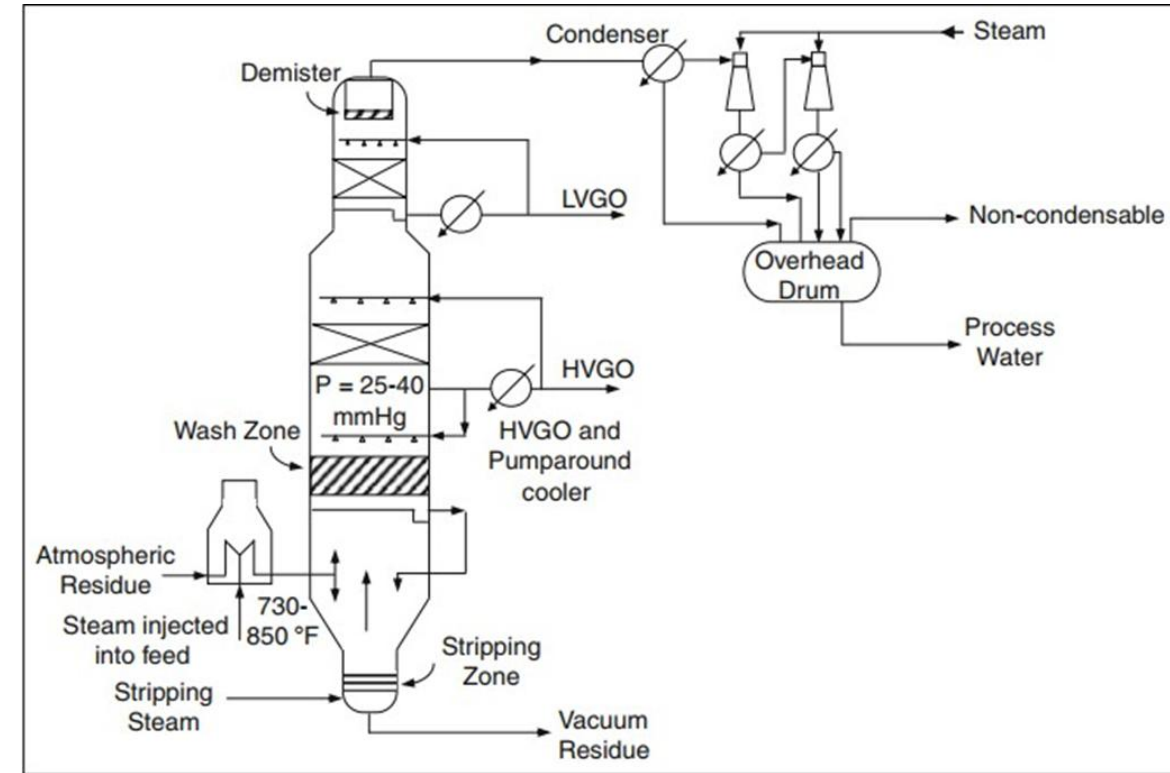 Condenser
Steam
Demister
LVGO
Non-condensable
Overhead
Drum
Process
Water
HVGO
P = 25-40
mmHg
Wash Zone
HVGO and
Pumparound
cooler
Atmospheric
Residue
730-
850 °F
Steam injected
into feed
Stripping
Zone
Stripping
Steam
Vacuum
Residue